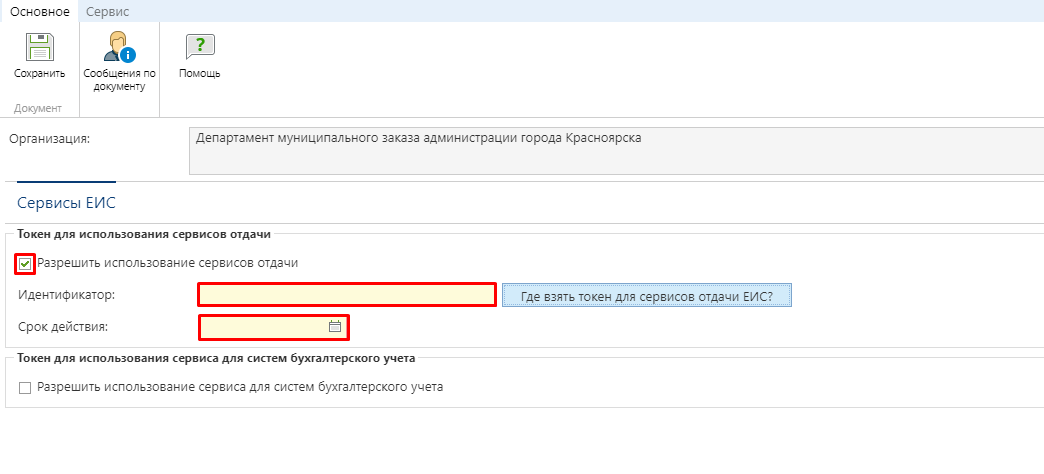 Основное Сервис
Сохранить
Сообщения по
документу
Помощь
Документ
Организация: Департамент муниципального заказа администрации города Красноярска
Сервисы ЕИС
Токен для использования сервисов отдачи
Разрешить использование сервисов отдачи
Идентификатор: Где взять токен для сервисов отдачи ЕИС?
Срок действия:
Токен для использования сервиса для систем бухгалтерского учета
Разрешить использование сервиса для систем бухгалтерского учета